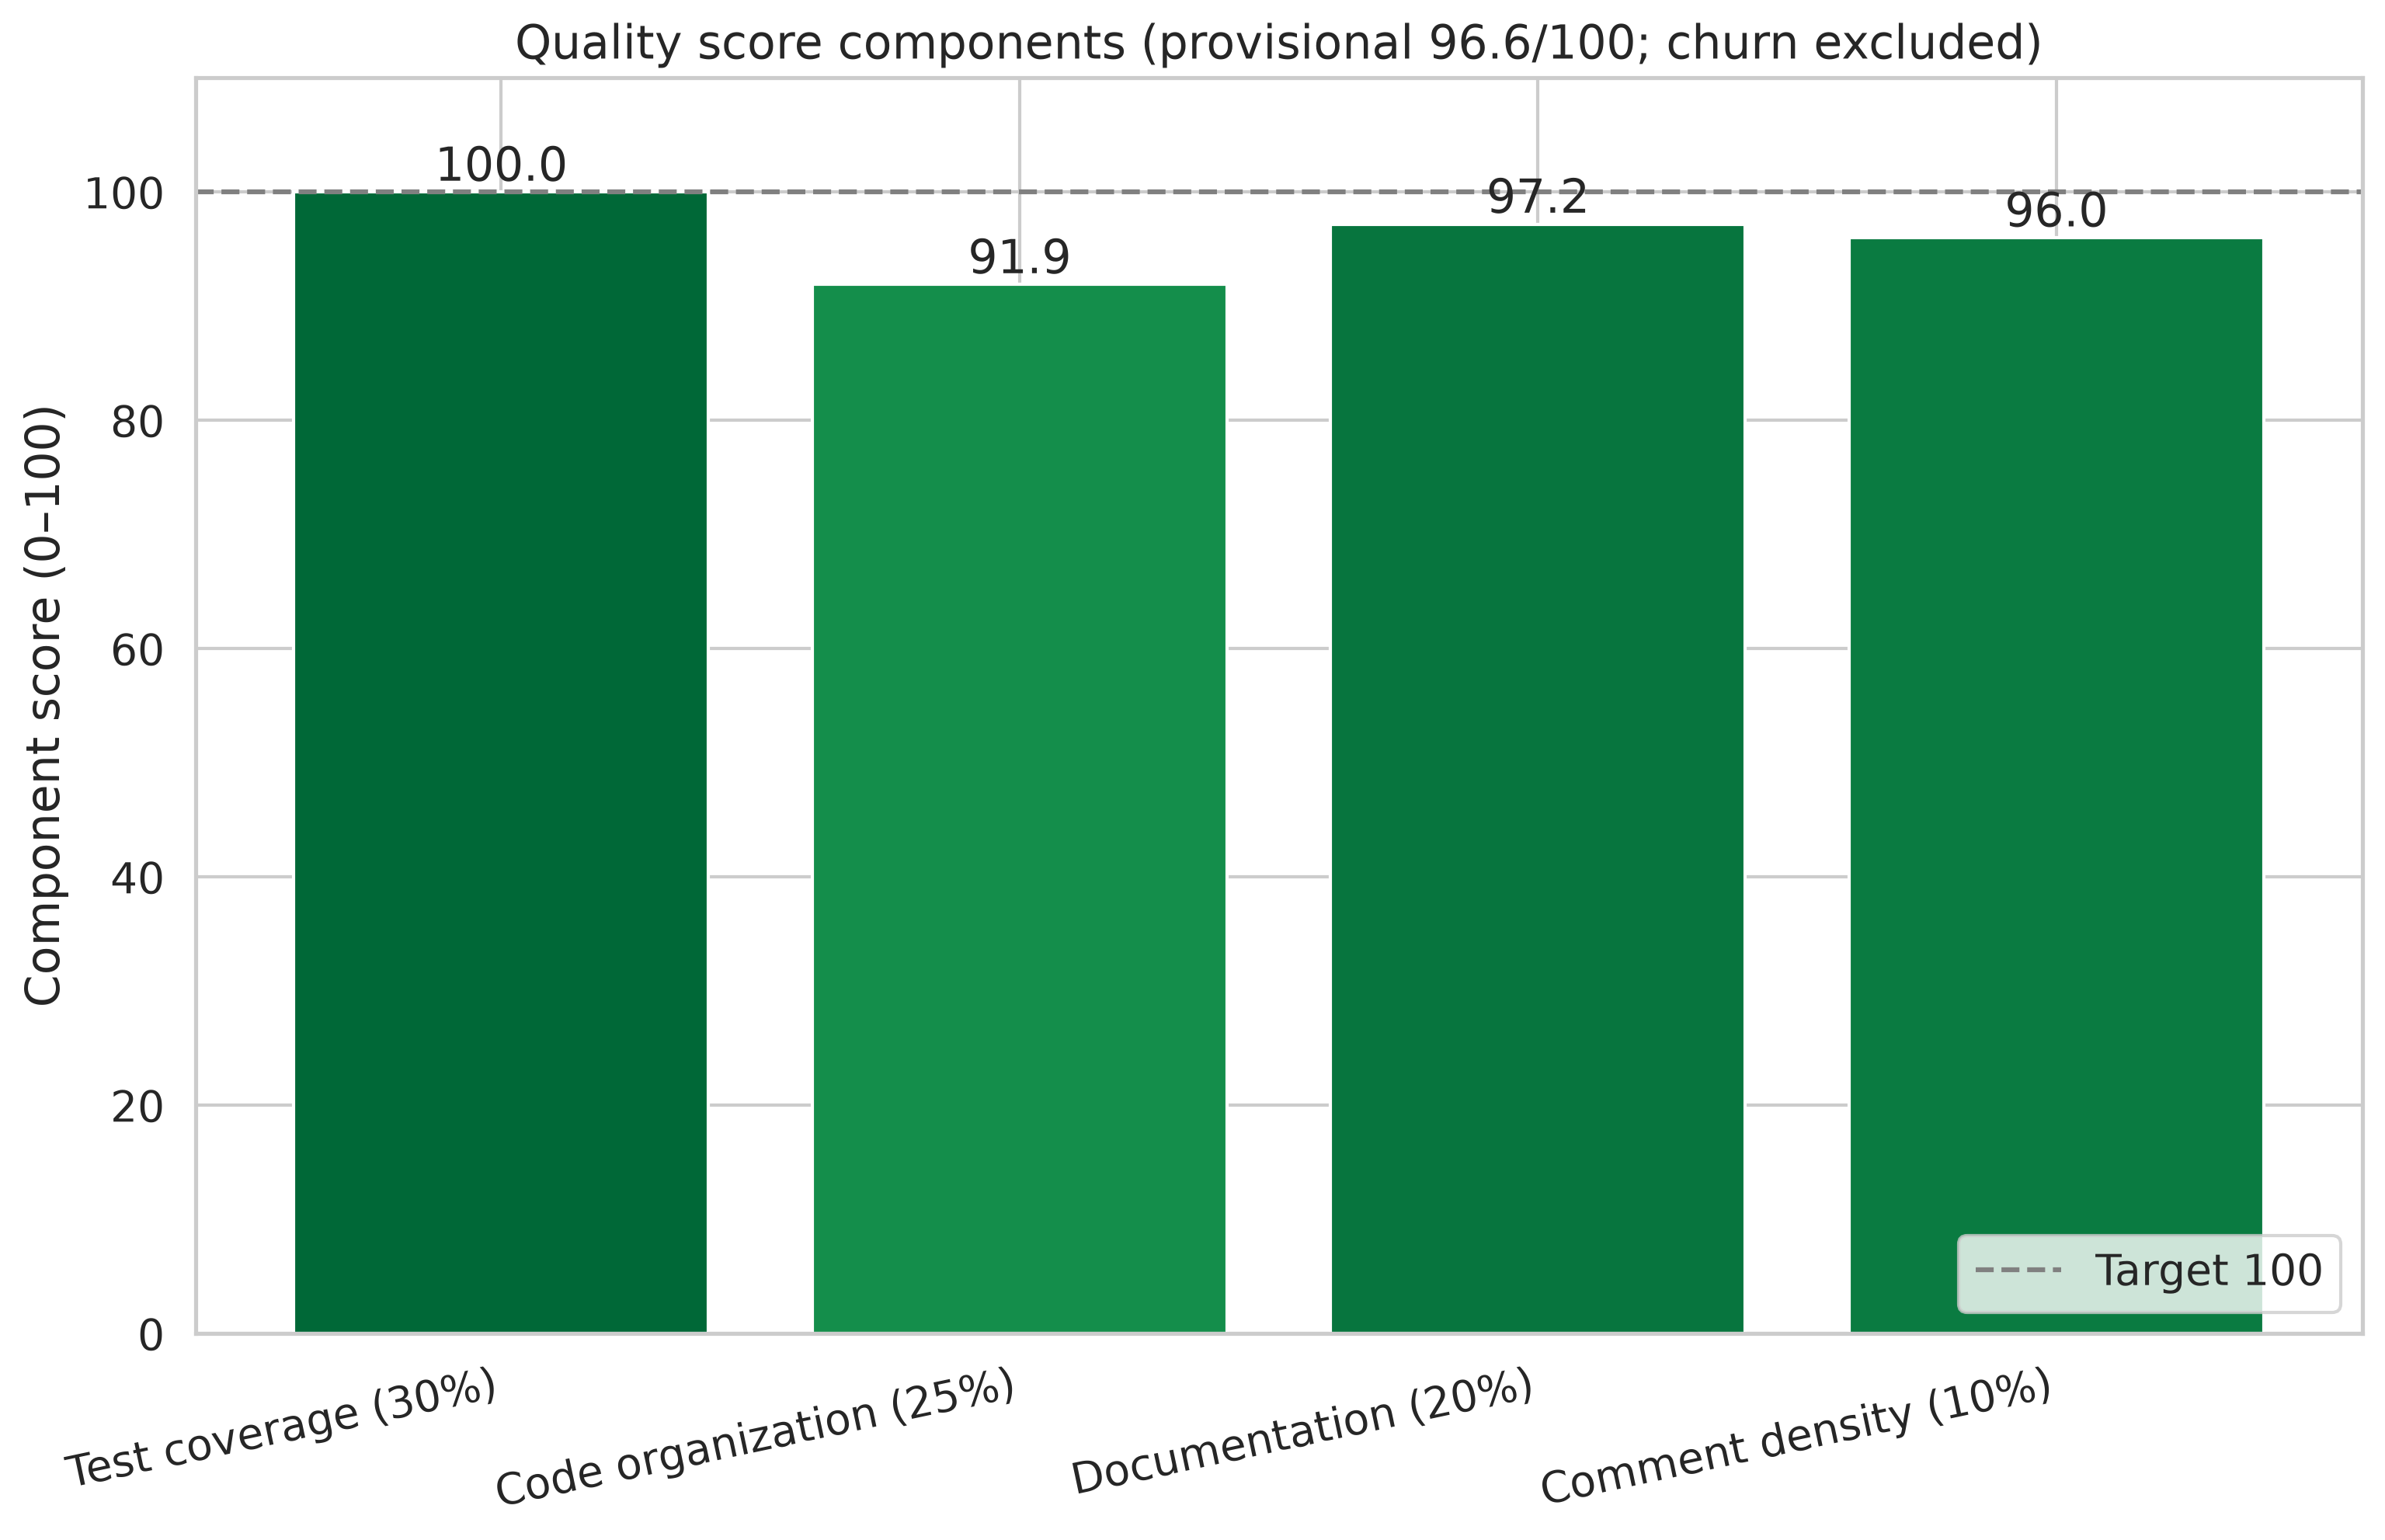 Quality score components (provisional 96.6/100; churn excluded)
Component score (0–100)
100
80
60
40
20
0
100.0
91.9
97.2
96.0
Test coverage (30%)
Code organization (25%)
Documentation (20%)
Comment density (10%)
Target 100